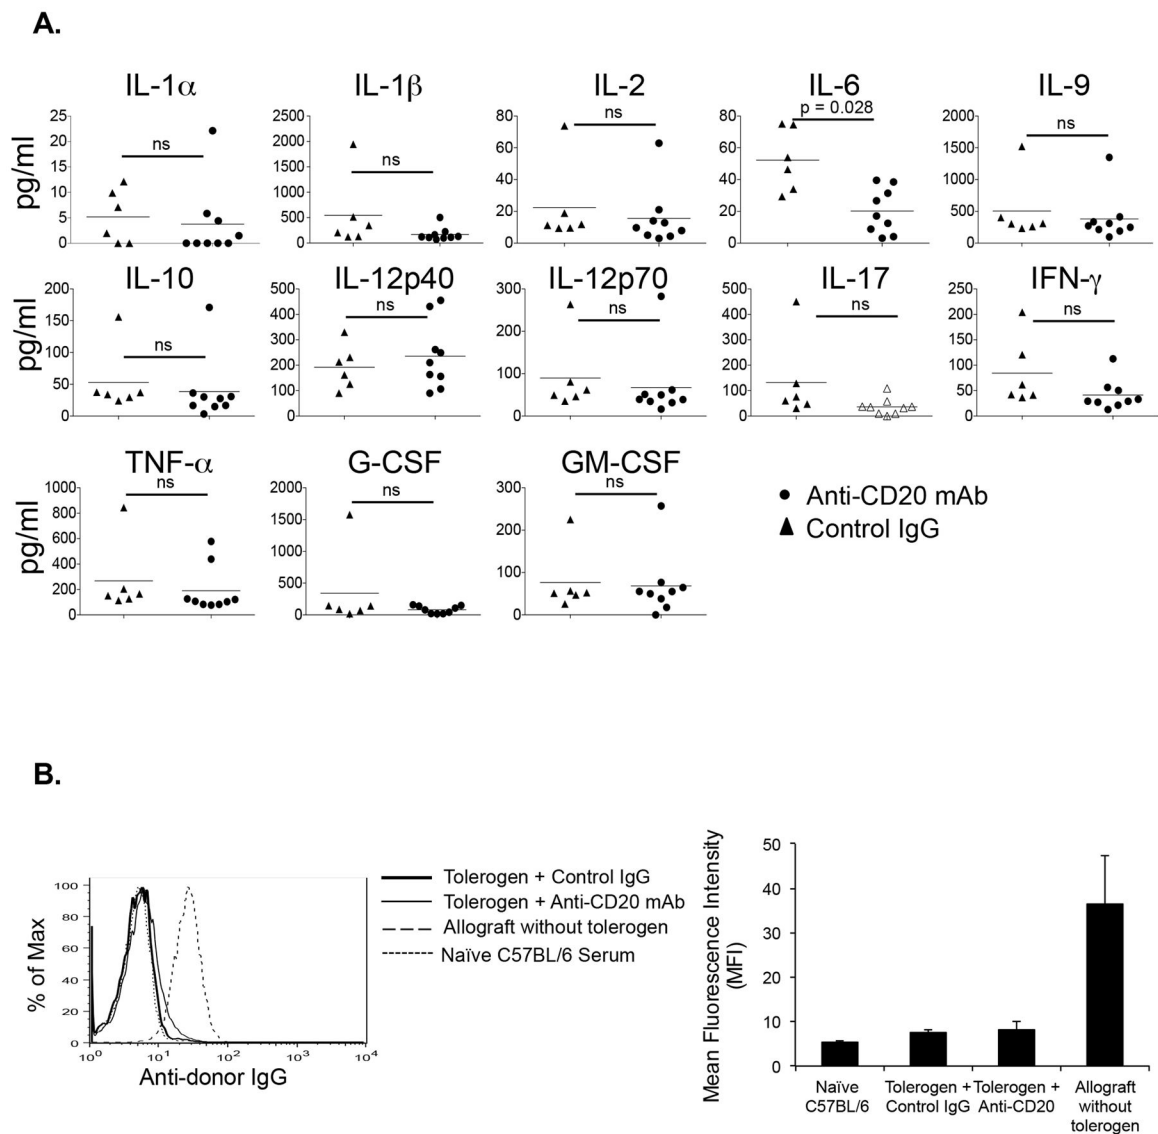 A.
IL-1α IL-1β IL-2 IL-6 IL-9
pg/ml
25 20 15 10 5 0
ns
2500 2000 1500 1000 500 0
ns
80 60 40 20 0
ns
80 60 40 20 0
p = 0.028
2000 1500 1000 500 0
ns
IL-10 IL-12p40 IL-12p70 IL-17 IFN-γ
pg/ml
200 150 100 50 0
ns
500 400 300 200 100 0
ns
300 200 100 0
ns
500 400 300 200 100 0
ns
250 200 150 100 50 0
ns
TNF-α G-CSF GM-CSF
pg/ml
1000 800 600 400 200 0
ns
2000 1500 1000 500 0
ns
300 200 100 0
ns
Anti-CD20 mAb
Control IgG
B.
% of Max
100 80 60 40 20 0
10⁰ 10¹ 10² 10³ 10⁴
Anti-donor IgG
Tolerogen + Control IgG
Tolerogen + Anti-CD20 mAb
Allograft without tolerogen
Naïve C57BL/6 Serum
Mean Fluorescence Intensity
(MFI)
50 40 30 20 10 0
Naïve C57BL/6
Tolerogen + Control IgG
Tolerogen + Anti-CD20
Allograft without tolerogen